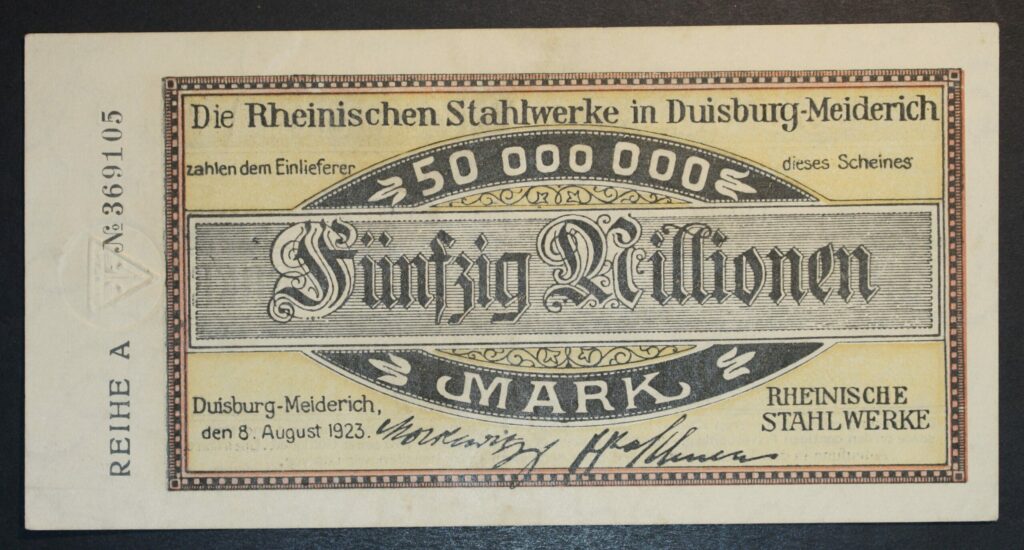 Die Rheinischen Stahlwerke in Duisburg-Meiderich
zahlen dem Einlieferer
50 000 000
dieses Scheines
Fünfzig Millionen
MARK
Duisburg-Meiderich,
den 8. August 1923.
RHEINISCHE
STAHLWERKE
№ 369105
REIHE A